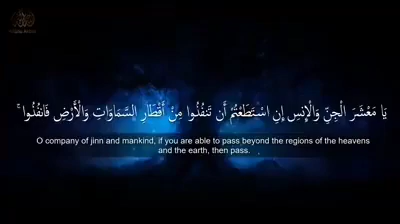 يَا مَعْشَرَ الْجِنِّ وَالْإِنسِ إِنِ اسْتَطَعْتُمْ أَن تَنفُذُوا مِنْ أَقْطَارِ السَّمَاوَاتِ وَالْأَرْضِ فَانفُذُوا ۚ
O company of jinn and mankind, if you are able to pass beyond the regions of the heavens
and the earth, then pass.